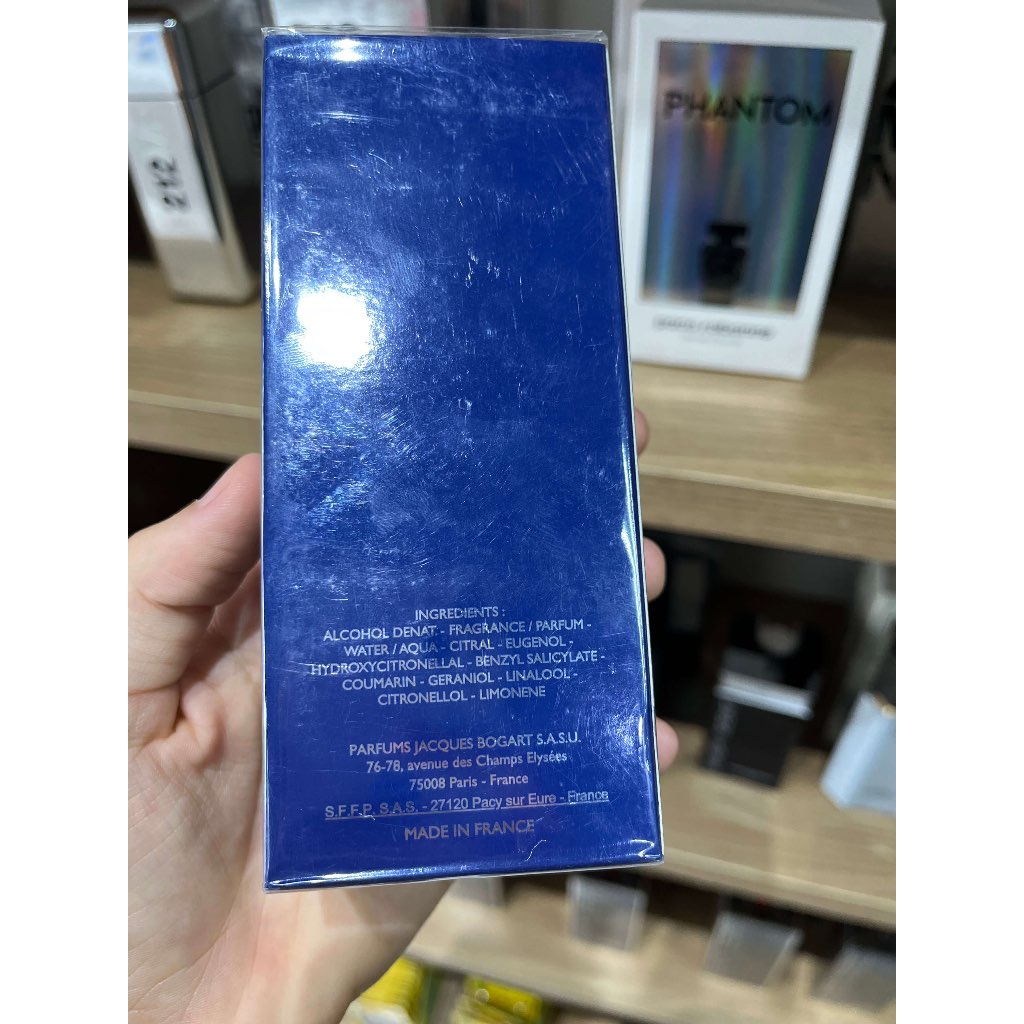 212
PHANTOM
INGREDIENTS :
ALCOHOL DENAT - FRAGRANCE / PARFUM -
WATER / AQUA - CITRAL - EUGENOL -
HYDROXYCITRONELLAL - BENZYL SALICYLATE -
COUMARIN - GERANIOL - LINALOOL -
CITRONELLOL - LIMONENE
PARFUMS JACQUES BOGART S.A.S.U.
76-78, avenue des Champs Elysées
75008 Paris - France
S.F.F.P. S.A.S. - 27120 Pacy sur Eure - France
MADE IN FRANCE